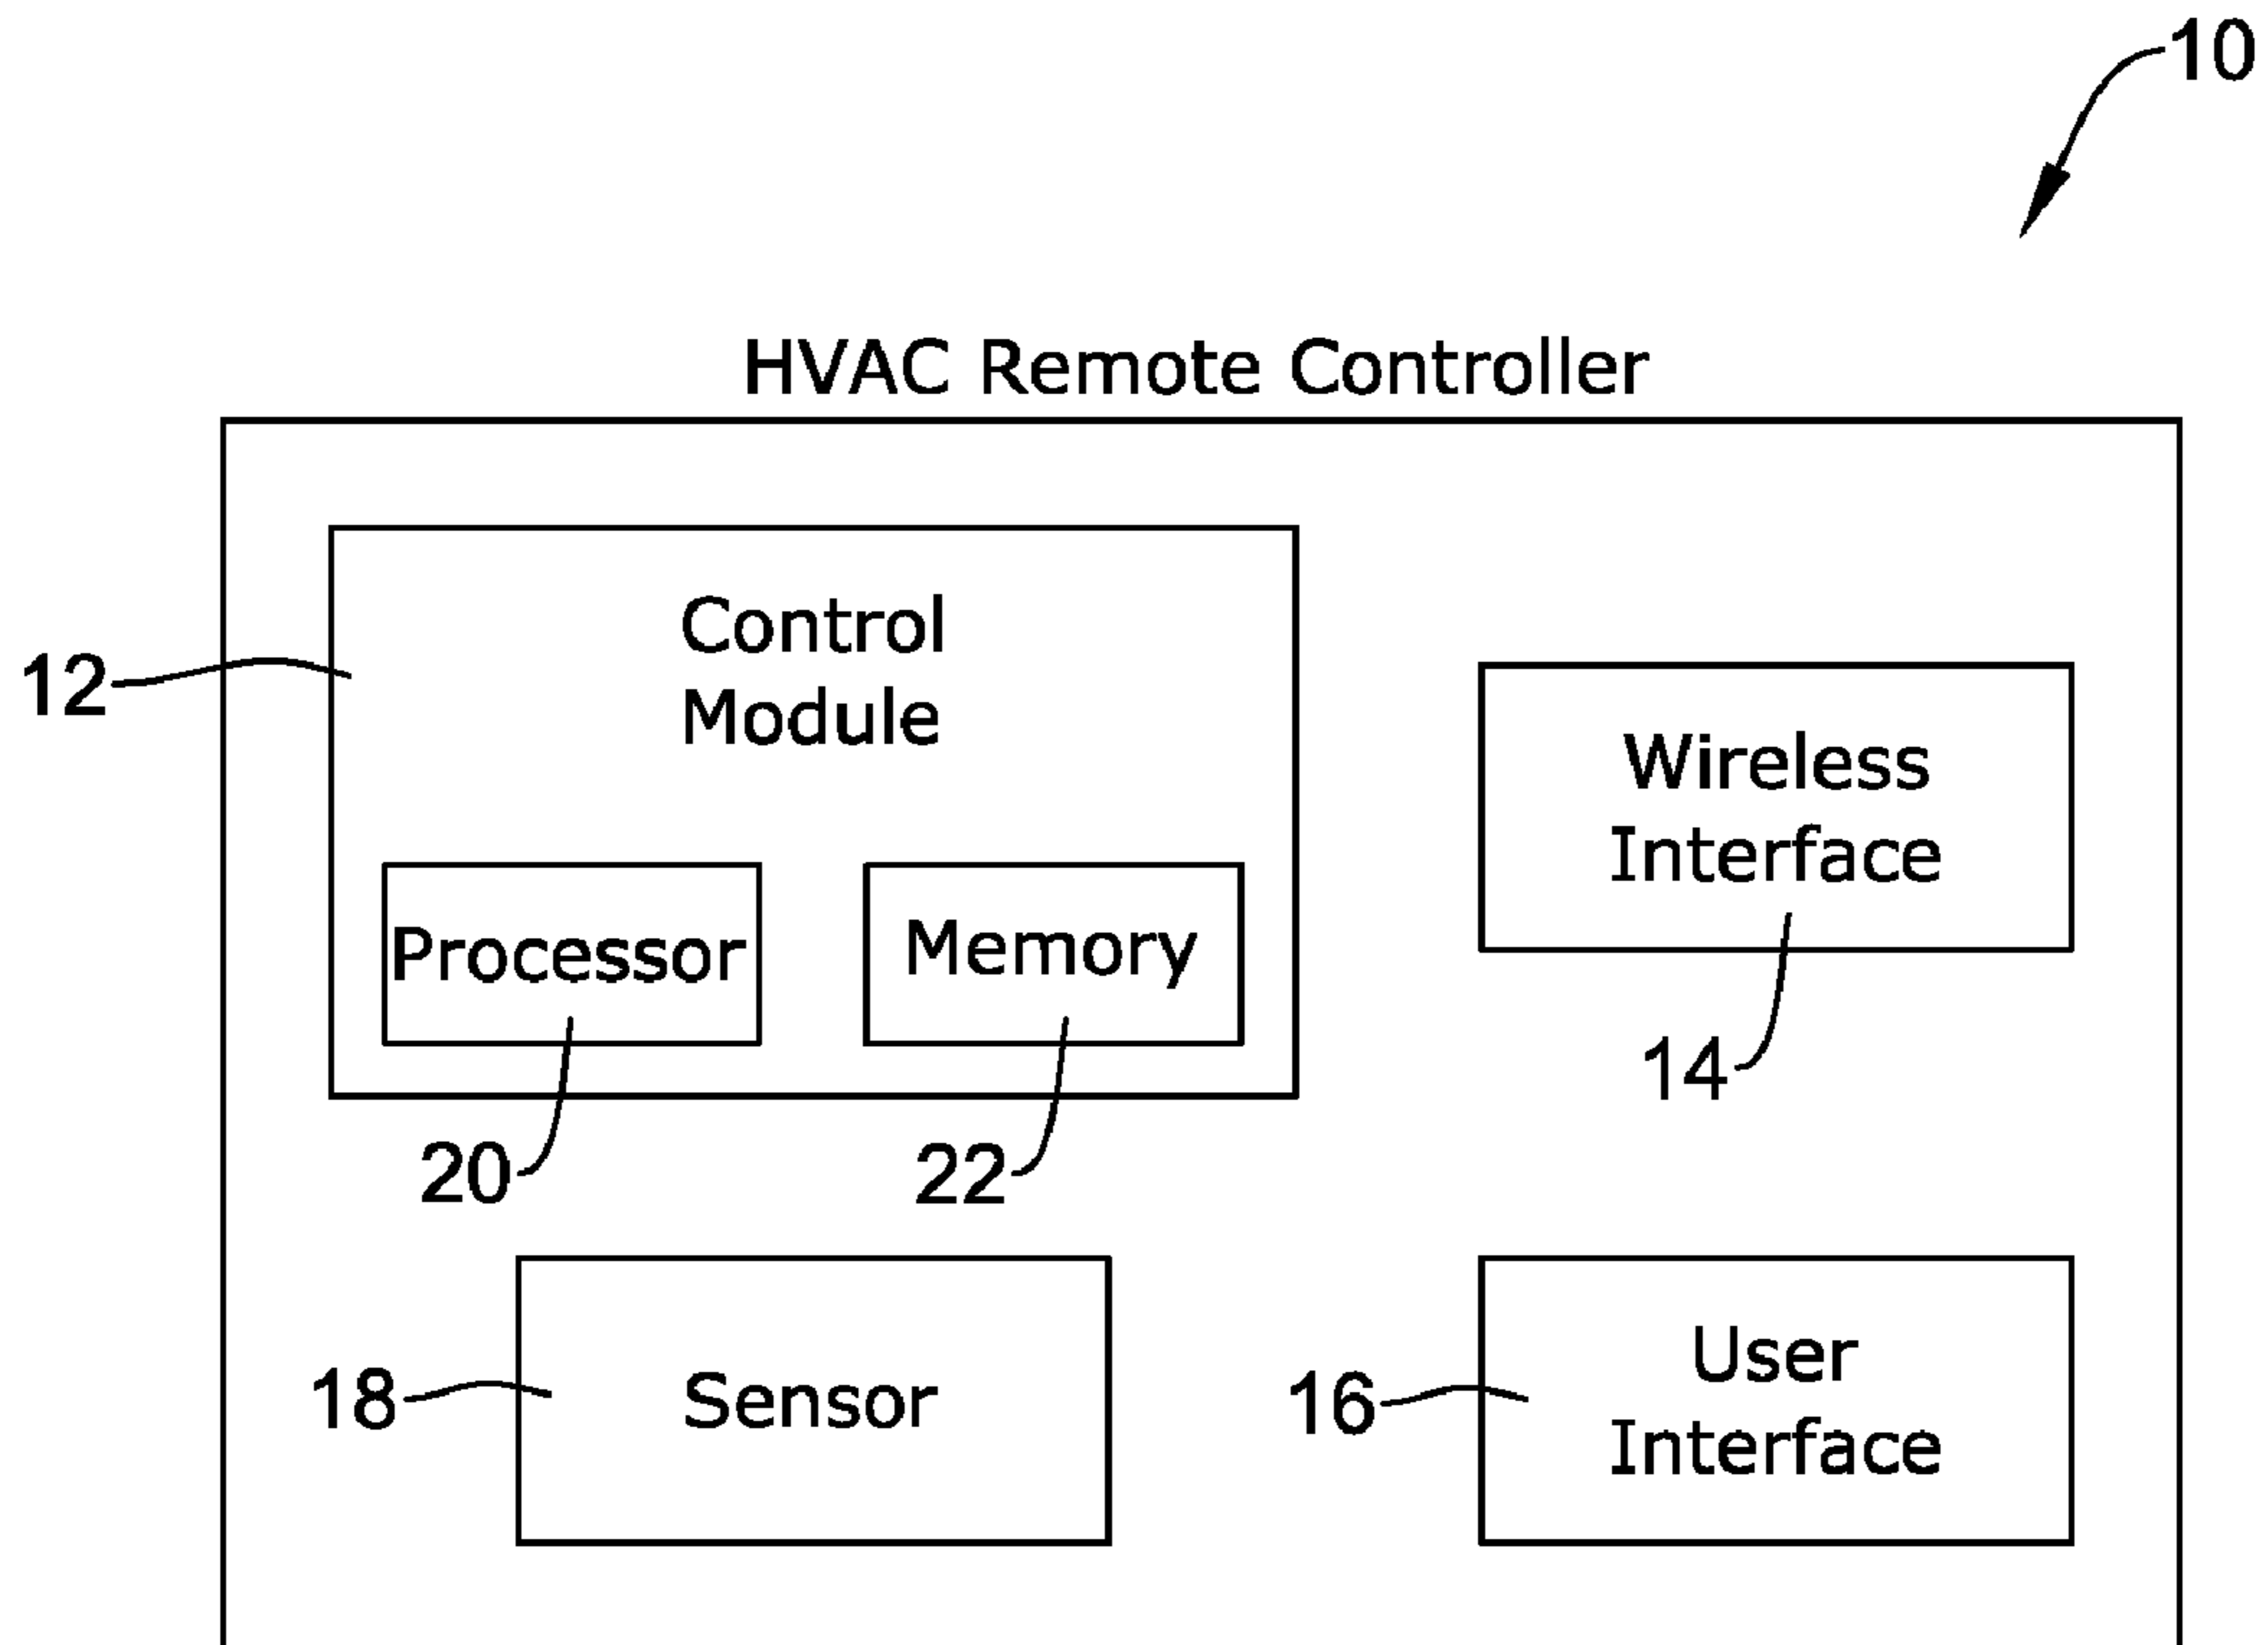 10
HVAC Remote Controller
Control
Module
12
Wireless
Interface
Processor
Memory
14
20
22
Sensor
18
User
Interface
16